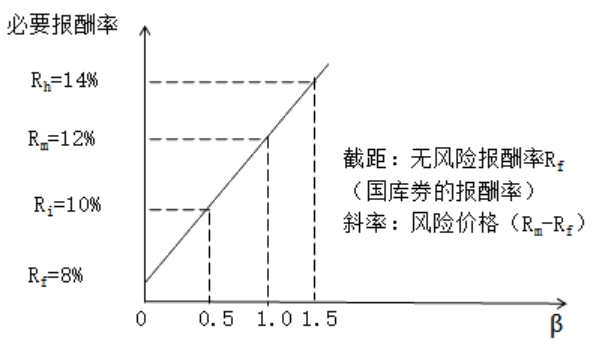 必要报酬率
Rh=14%
Rm=12%
Ri=10%
Rf=8%
截距：无风险报酬率Rf
（国库券的报酬率）
斜率：风险价格（Rm-Rf）
0 0.5 1.0 1.5
β